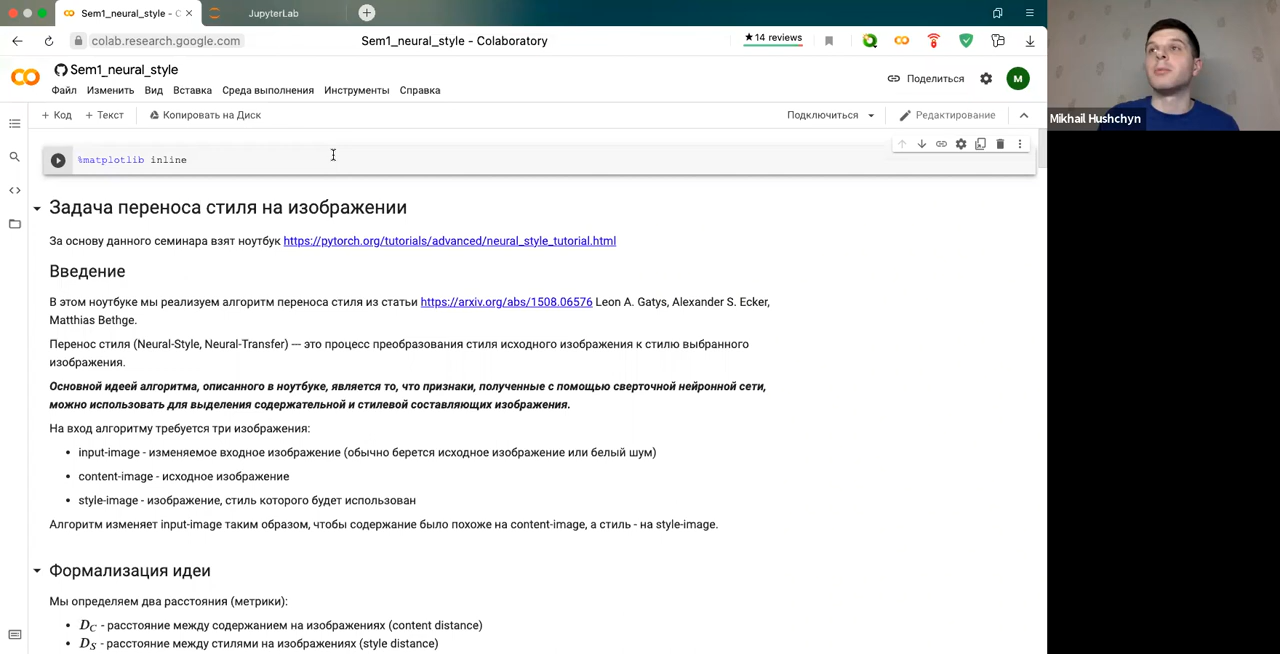 Sem1_neural_style - C
JupyterLab
colab.research.google.com
Sem1_neural_style - Colaboratory
★14 reviews
Sem1_neural_style
Поделиться
М
Файл Изменить Вид Вставка Среда выполнения Инструменты Справка
+ Код + Текст Копировать на Диск Подключиться Редактирование
%matplotlib inline
Задача переноса стиля на изображении
За основу данного семинара взят ноутбук https://pytorch.org/tutorials/advanced/neural_style_tutorial.html
Введение
В этом ноутбуке мы реализуем алгоритм переноса стиля из статьи https://arxiv.org/abs/1508.06576 Leon A. Gatys, Alexander S. Ecker,
Matthias Bethge.
Перенос стиля (Neural-Style, Neural-Transfer) –- это процесс преобразования стиля исходного изображения к стилю выбранного
изображения.
Основной идеей алгоритма, описанного в ноутбуке, является то, что признаки, полученные с помощью сверточной нейронной сети,
можно использовать для выделения содержательной и стилевой составляющих изображения.
На вход алгоритму требуется три изображения:
• input-image - изменяемое входное изображение (обычно берется исходное изображение или белый шум)
• content-image - исходное изображение
• style-image - изображение, стиль которого будет использован
Алгоритм изменяет input-image таким образом, чтобы содержание было похоже на content-image, а стиль - на style-image.
Формализация идеи
Мы определяем два расстояния (метрики):
• D_C - расстояние между содержанием на изображениях (content distance)
• D_S - расстояние между стилями на изображениях (style distance)
Mikhail Hushchyn